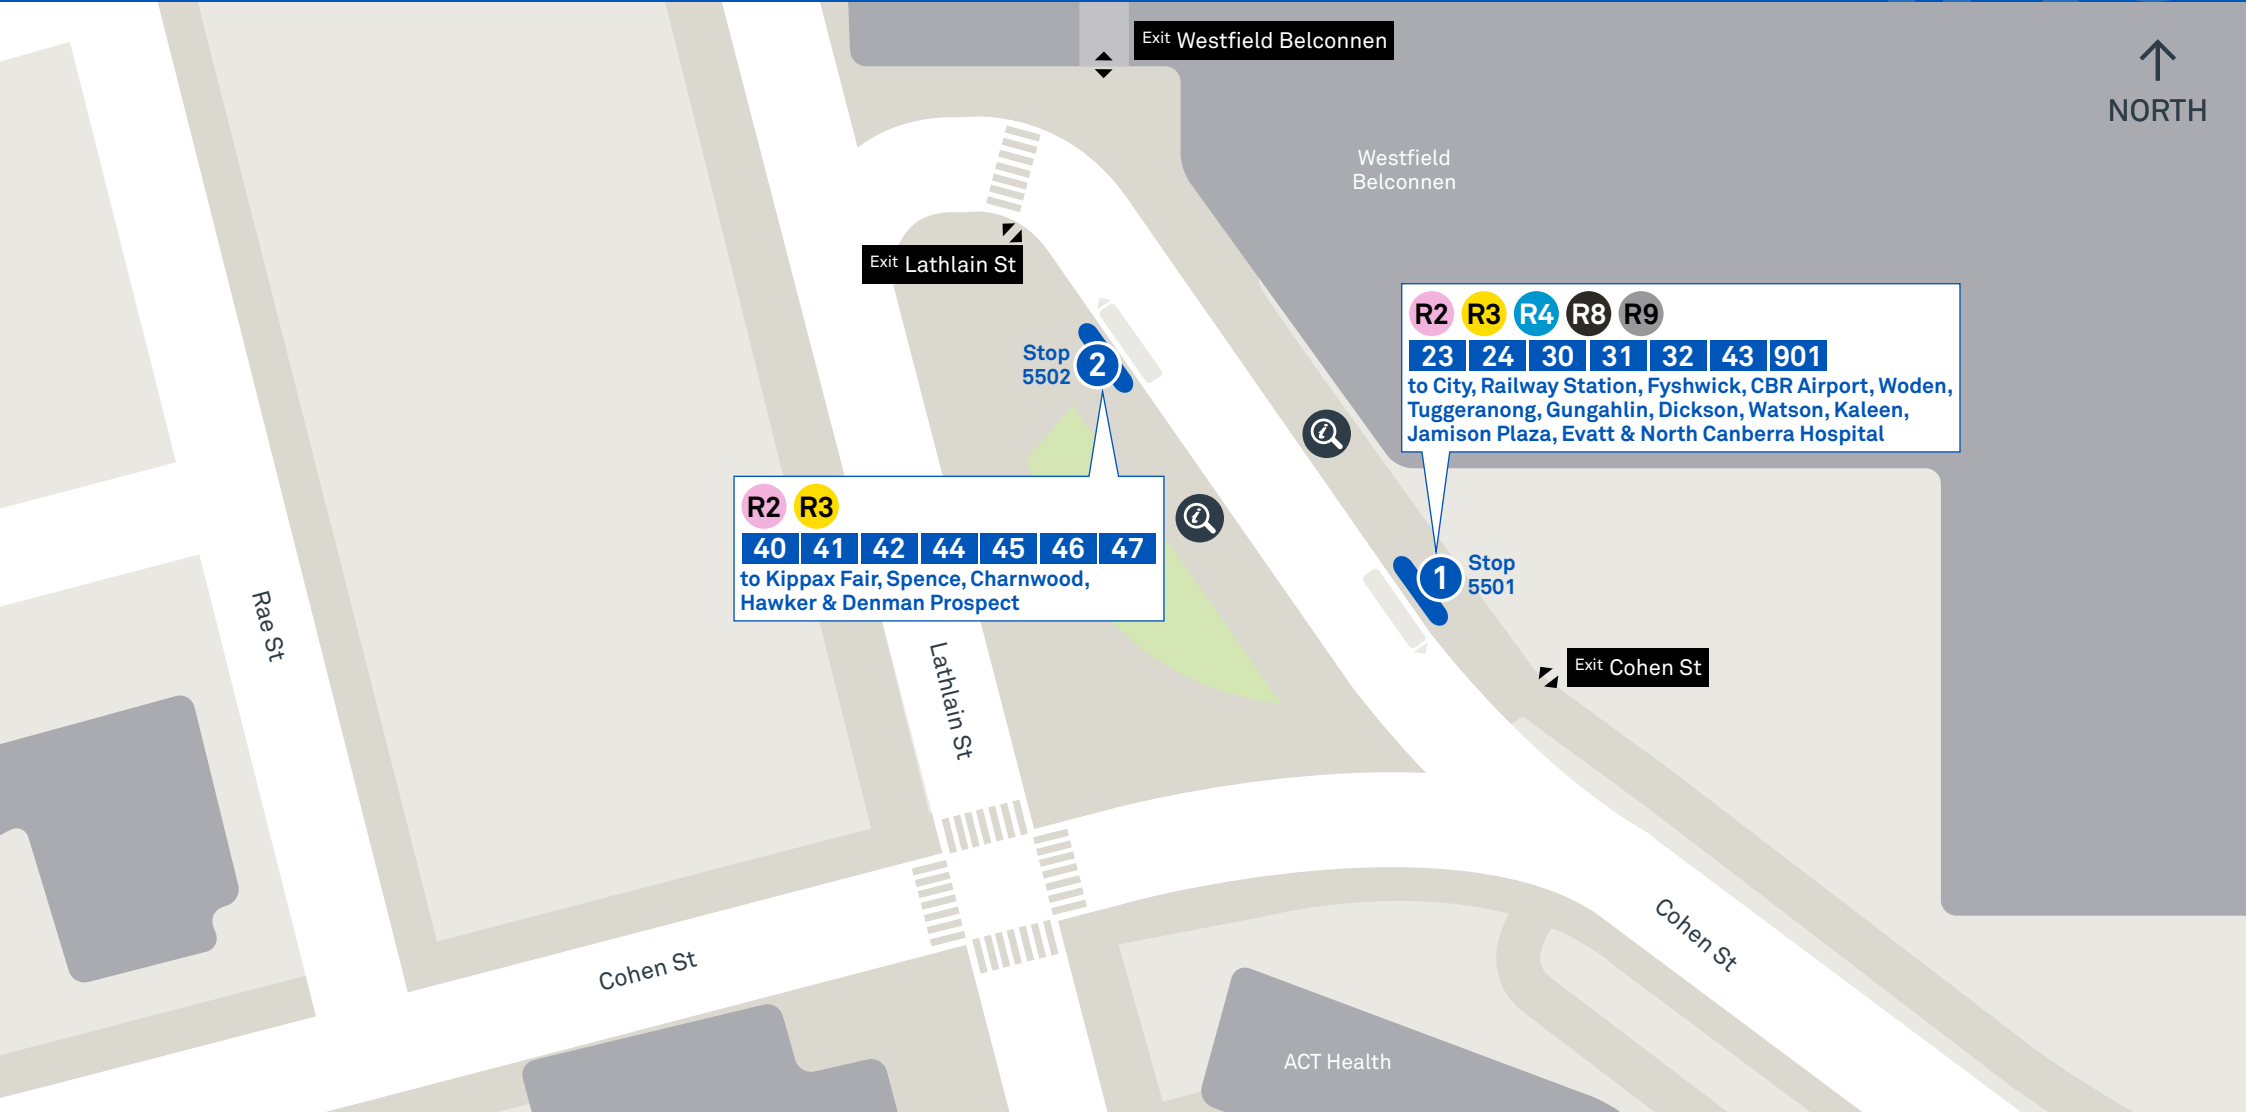 Exit Westfield Belconnen
NORTH
Westfield
Belconnen
Exit Lathlain St
R2 R3 R4 R8 R9
23 24 30 31 32 43 901
to City, Railway Station, Fyshwick, CBR Airport, Woden,
Tuggeranong, Gungahlin, Dickson, Watson, Kaleen,
Jamison Plaza, Evatt & North Canberra Hospital
Stop
5502
2
R2 R3
40 41 42 44 45 46 47
to Kippax Fair, Spence, Charnwood,
Hawker & Denman Prospect
i
i
1
Stop
5501
Exit Cohen St
Rae St
Lathlain St
Cohen St
Cohen St
ACT Health